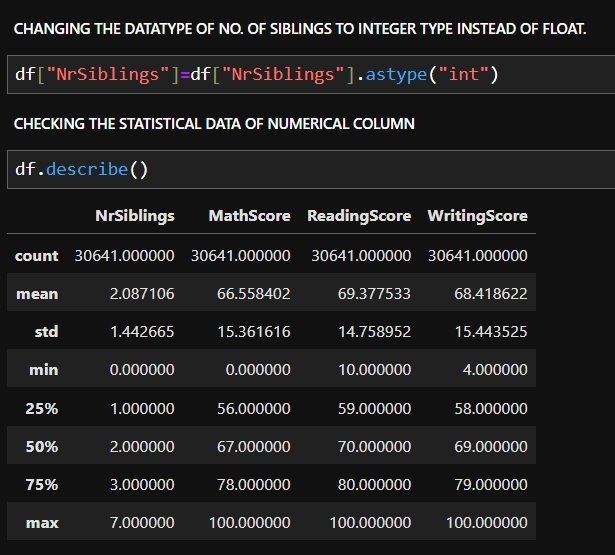 CHANGING THE DATATYPE OF NO. OF SIBLINGS TO INTEGER TYPE INSTEAD OF FLOAT.
df["NrSiblings"]=df["NrSiblings"].astype("int")
CHECKING THE STATISTICAL DATA OF NUMERICAL COLUMN
df.describe()
NrSiblings MathScore ReadingScore WritingScore
count 30641.000000 30641.000000 30641.000000 30641.000000
mean 2.087106 66.558402 69.377533 68.418622
std 1.442665 15.361616 14.758952 15.443525
min 0.000000 0.000000 10.000000 4.000000
25% 1.000000 56.000000 59.000000 58.000000
50% 2.000000 67.000000 70.000000 69.000000
75% 3.000000 78.000000 80.000000 79.000000
max 7.000000 100.000000 100.000000 100.000000